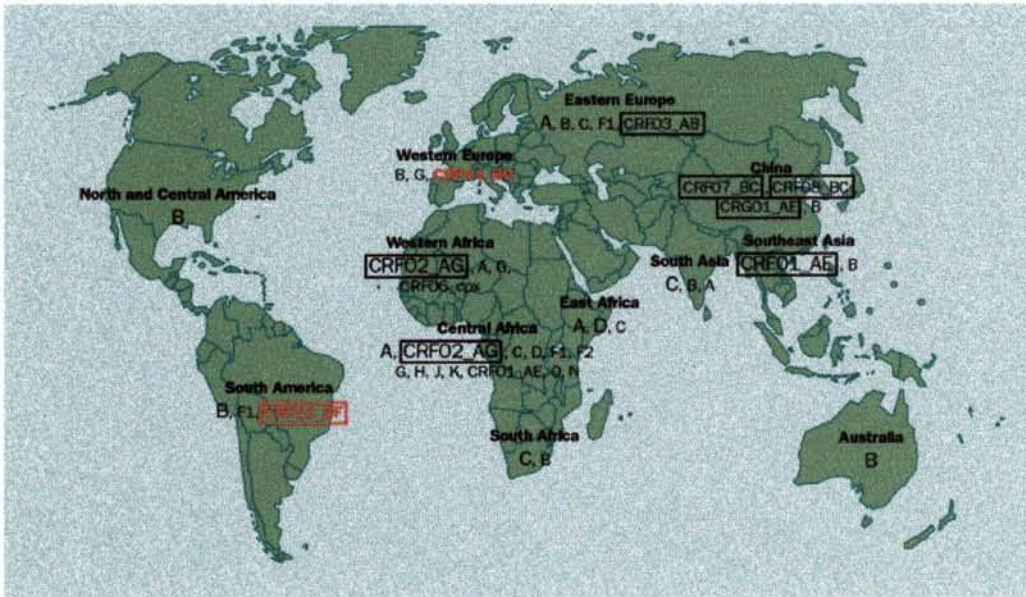 Eastern Europe
A, B, C, F1, CRF03_AB
Western Europe
B, G,
China
CRF07_BC, CRF08_BC
CRG01_AE, B
North and Central America
B
Western Africa
CRF02_AG, A, G,
CRF06_cpx
Southeast Asia
CRF01_AE, B
South Asia
C, B, A
East Africa
A, D, C
Central Africa
A, CRF02_AG, C, D, F1, F2
G, H, J, K, CRF01_AE, O, N
South America
B, F1,
South Africa
C, B
Australia
B